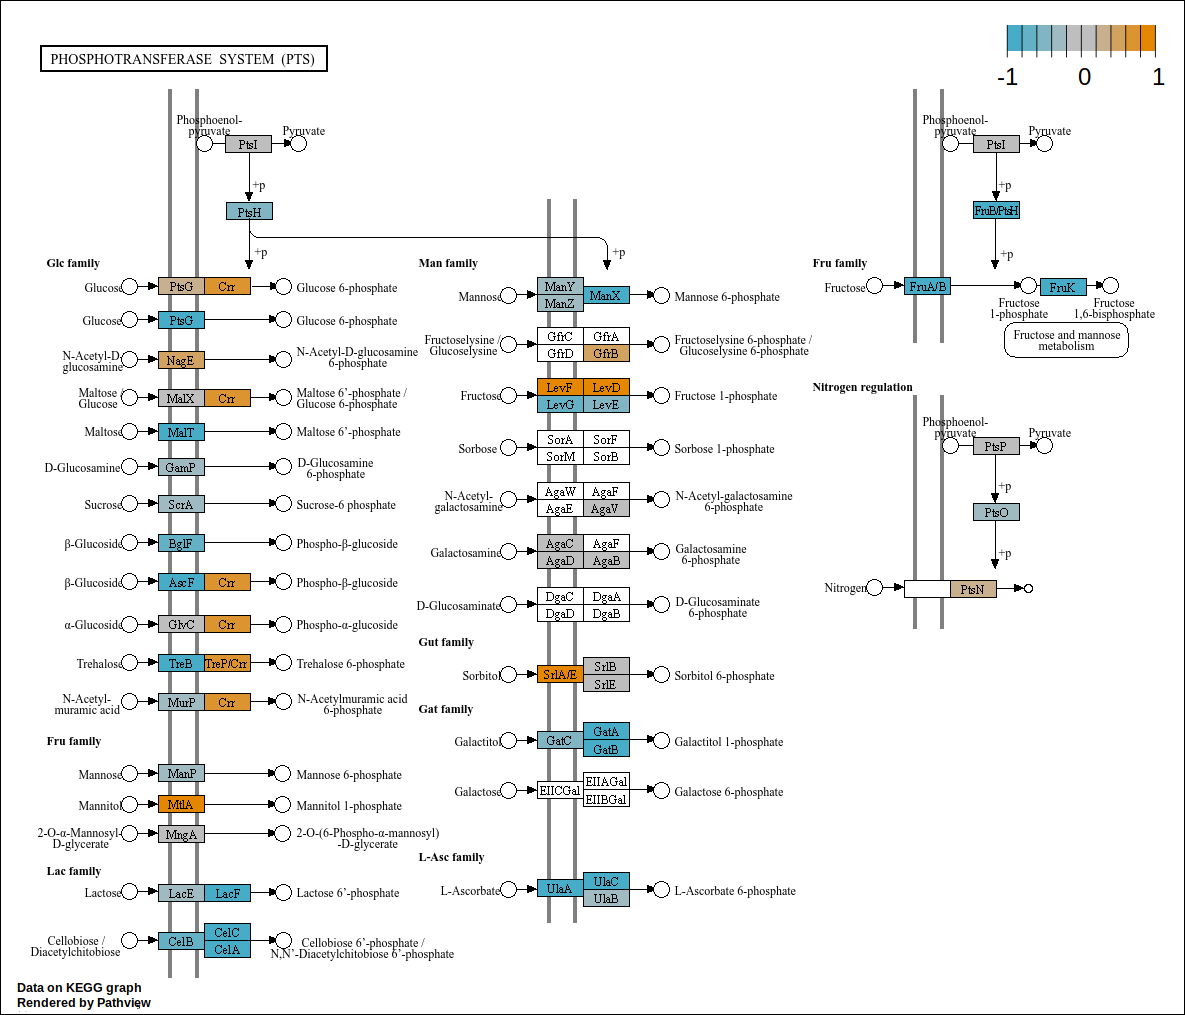 PHOSPHOTRANSFERASE SYSTEM (PTS)
-1 0 1
Phosphoenol-
pyruvate
Pyruvate
PtsI
+p
PtsH
+p
+p
Glc family
Glucose PtsG Crr Glucose 6-phosphate
Glucose PtsG Glucose 6-phosphate
N-Acetyl-D-
glucosamine
NagE
N-Acetyl-D-glucosamine
6-phosphate
Maltose /
Glucose
MalX Crr
Maltose 6'-phosphate /
Glucose 6-phosphate
Maltose MalT Maltose 6'-phosphate
D-Glucosamine GamP
D-Glucosamine
6-phosphate
Sucrose ScrA Sucrose-6 phosphate
β-Glucoside BglF Phospho-β-glucoside
β-Glucoside AscF Crr Phospho-β-glucoside
α-Glucoside GlvC Crr Phospho-α-glucoside
Trehalose TreB TreP/Crr Trehalose 6-phosphate
N-Acetyl-
muramic acid
MurP Crr
N-Acetylmuramic acid
6-phosphate
Fru family
Mannose ManP Mannose 6-phosphate
Mannitol MtlA Mannitol 1-phosphate
2-O-α-Mannosyl-
D-glycerate
MngA
2-O-(6-Phospho-α-mannosyl)
-D-glycerate
Lac family
Lactose LacE LacF Lactose 6'-phosphate
Cellobiose /
Diacetylchitobiose
CelB
CelC
CelA
Cellobiose 6'-phosphate /
N,N'-Diacetylchitobiose 6'-phosphate
Man family
Mannose
ManY
ManZ
ManX
Mannose 6-phosphate
Fructoselysine /
Glucoselysine
GfrC GfrA
GfrD GfrB
Fructoselysine 6-phosphate /
Glucoselysine 6-phosphate
Fructose
LevF LevD
LevG LevE
Fructose 1-phosphate
Sorbose
SorA SorF
SorM SorB
Sorbose 1-phosphate
N-Acetyl-
galactosamine
AgaW AgaF
AgaE AgaV
N-Acetyl-galactosamine
6-phosphate
Galactosamine
AgaC AgaF
AgaD AgaB
Galactosamine
6-phosphate
D-Glucosaminate
DgaC DgaA
DgaD DgaB
D-Glucosaminate
6-phosphate
Gut family
Sorbitol SrlA/E
SrlB
SrlE
Sorbitol 6-phosphate
Gat family
Galactitol GatC
GatA
GatB
Galactitol 1-phosphate
Galactose EIICGal
EIIAGal
EIIBGal
Galactose 6-phosphate
L-Asc family
L-Ascorbate UlaA
UlaC
UlaB
L-Ascorbate 6-phosphate
Phosphoenol-
pyruvate
Pyruvate
PtsI
+p
FruB/PtsH
+p
Fru family
Fructose FruA/B FruK
Fructose
1-phosphate
Fructose
1,6-bisphosphate
Fructose and mannose
metabolism
Nitrogen regulation
Phosphoenol-
pyruvate
Pyruvate
PtsP
+p
PtsO
+p
Nitrogen PtsN
Data on KEGG graph
Rendered by Pathview